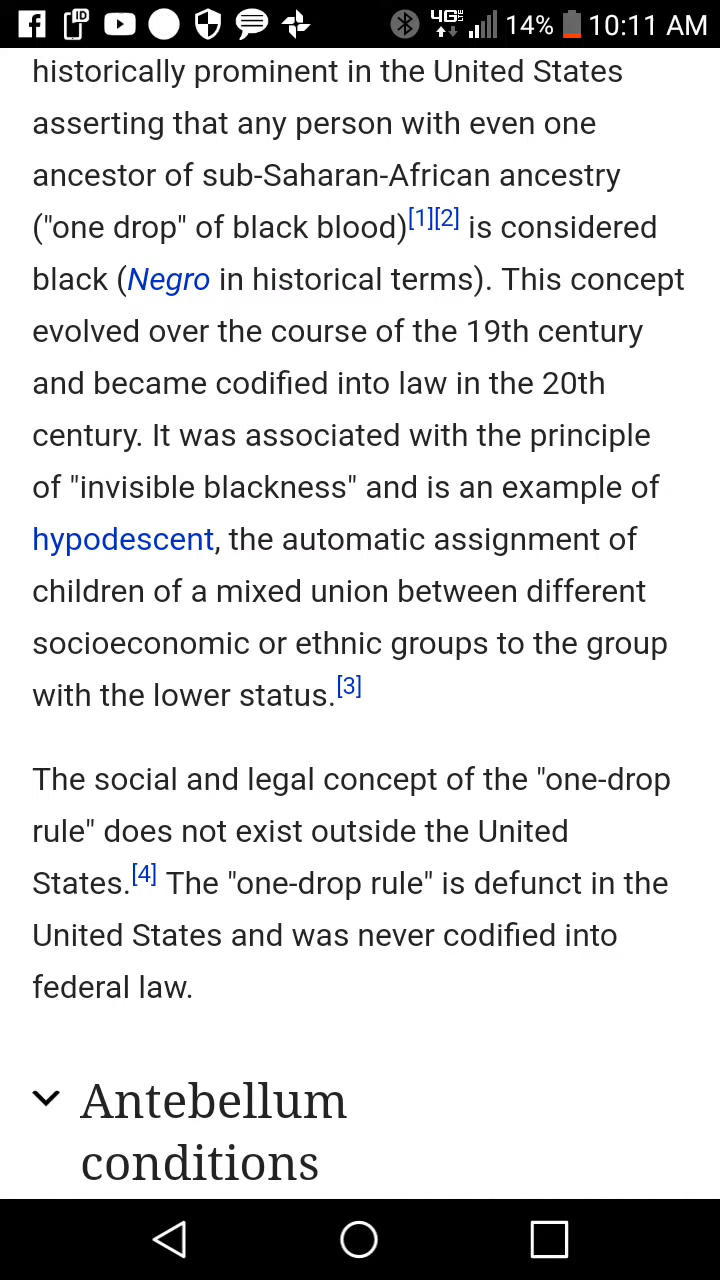 14% 10:11 AM
historically prominent in the United States
asserting that any person with even one
ancestor of sub-Saharan-African ancestry
("one drop" of black blood)[1][2] is considered
black (Negro in historical terms). This concept
evolved over the course of the 19th century
and became codified into law in the 20th
century. It was associated with the principle
of "invisible blackness" and is an example of
hypodescent, the automatic assignment of
children of a mixed union between different
socioeconomic or ethnic groups to the group
with the lower status.[3]
The social and legal concept of the "one-drop
rule" does not exist outside the United
States.[4] The "one-drop rule" is defunct in the
United States and was never codified into
federal law.
Antebellum
conditions